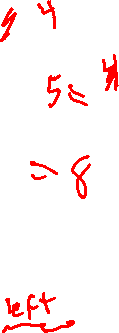 4
5 =
= 8
left